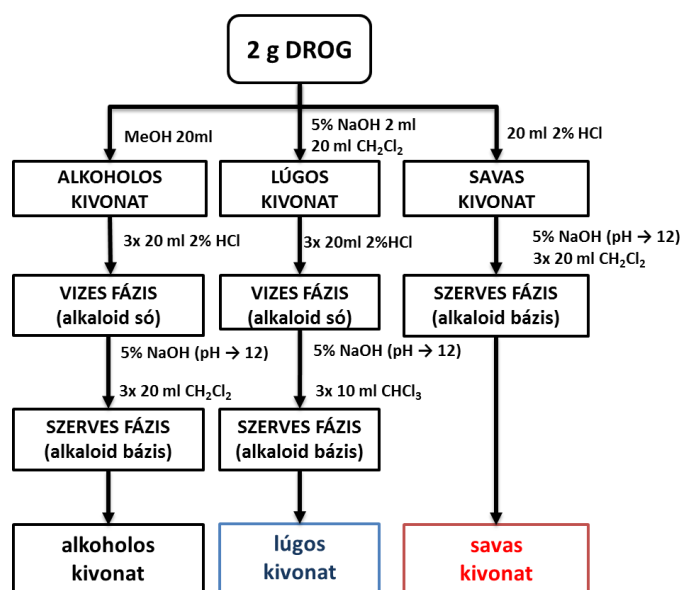 2 g DROG
MeOH 20ml
5% NaOH 2 ml
20 ml CH₂Cl₂
20 ml 2% HCl
ALKOHOLOS
KIVONAT
LÚGOS
KIVONAT
SAVAS
KIVONAT
3x 20 ml 2% HCl
3x 20ml 2%HCl
5% NaOH (pH → 12)
3x 20 ml CH₂Cl₂
VIZES FÁZIS
(alkaloid só)
VIZES FÁZIS
(alkaloid só)
SZERVES FÁZIS
(alkaloid bázis)
5% NaOH (pH → 12)
3x 20 ml CH₂Cl₂
5% NaOH (pH → 12)
3x 10 ml CHCl₃
SZERVES FÁZIS
(alkaloid bázis)
SZERVES FÁZIS
(alkaloid bázis)
alkoholos
kivonat
lúgos
kivonat
savas
kivonat